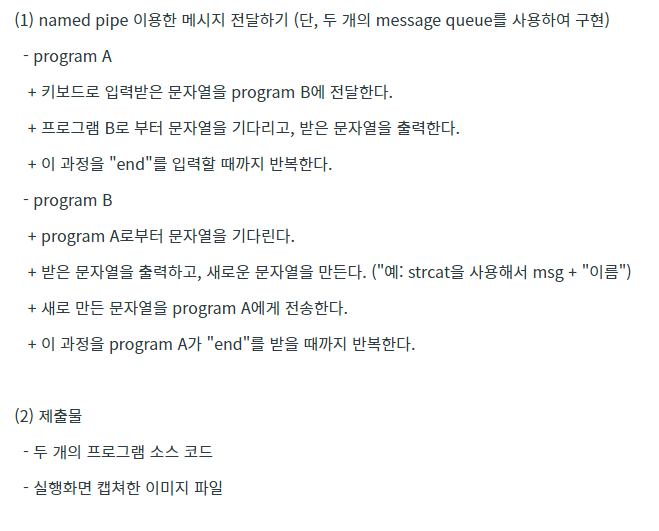 (1) named pipe 이용한 메시지 전달하기 (단, 두 개의 message queue를 사용하여 구현)
- program A
+ 키보드로 입력받은 문자열을 program B에 전달한다.
+ 프로그램 B로 부터 문자열을 기다리고, 받은 문자열을 출력한다.
+ 이 과정을 "end"를 입력할 때까지 반복한다.
- program B
+ program A로부터 문자열을 기다린다.
+ 받은 문자열을 출력하고, 새로운 문자열을 만든다. ("예: strcat을 사용해서 msg + "이름")
+ 새로 만든 문자열을 program A에게 전송한다.
+ 이 과정을 program A가 "end"를 받을 때까지 반복한다.
(2) 제출물
- 두 개의 프로그램 소스 코드
- 실행화면 캡쳐한 이미지 파일